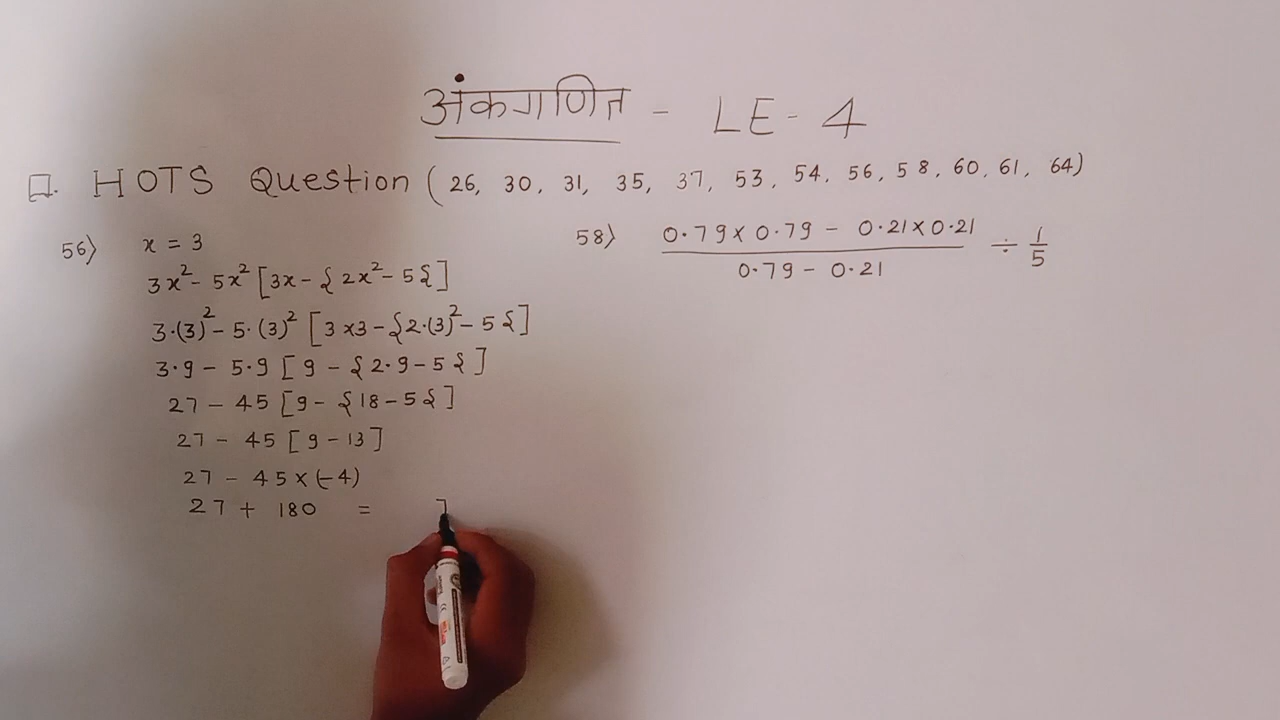 अंकगणित - LE - 4
Q. HOTS Question (26, 30, 31, 35, 37, 53, 54, 56, 58, 60, 61, 64)
56) x = 3
3x² - 5x² [3x - {2x² - 5}]
3·(3)² - 5·(3)² [3×3 - {2·(3)² - 5}]
3·9 - 5·9 [9 - {2·9 - 5}]
27 - 45 [9 - {18 - 5}]
27 - 45 [9 - 13]
27 - 45 × (-4)
27 + 180 = 7
58) 0.79 × 0.79 - 0.21 × 0.21
0.79 - 0.21
÷ 1/5